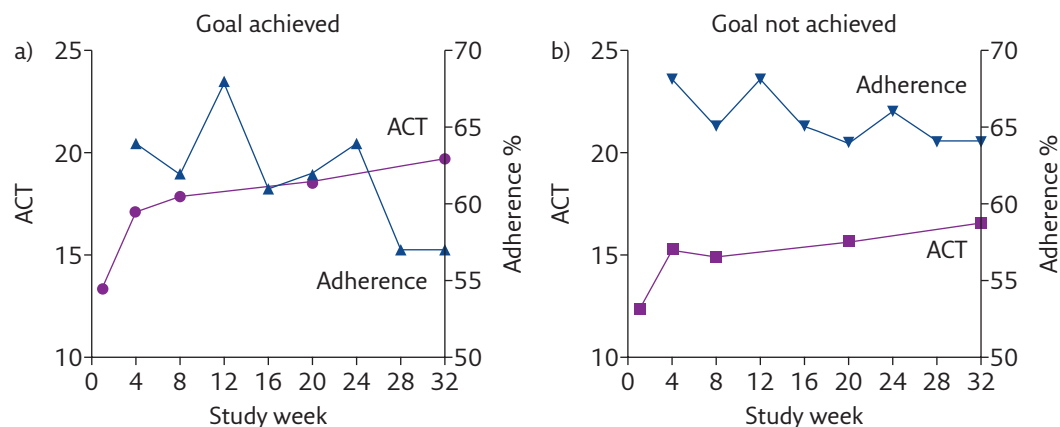 Goal achieved
a)
25
20
15
10
ACT
70
65
60
55
50
Adherence %
ACT
Adherence
0 4 8 12 16 20 24 28 32
Study week
Goal not achieved
b)
25
20
15
10
ACT
70
65
60
55
50
Adherence %
Adherence
ACT
0 4 8 12 16 20 24 28 32
Study week